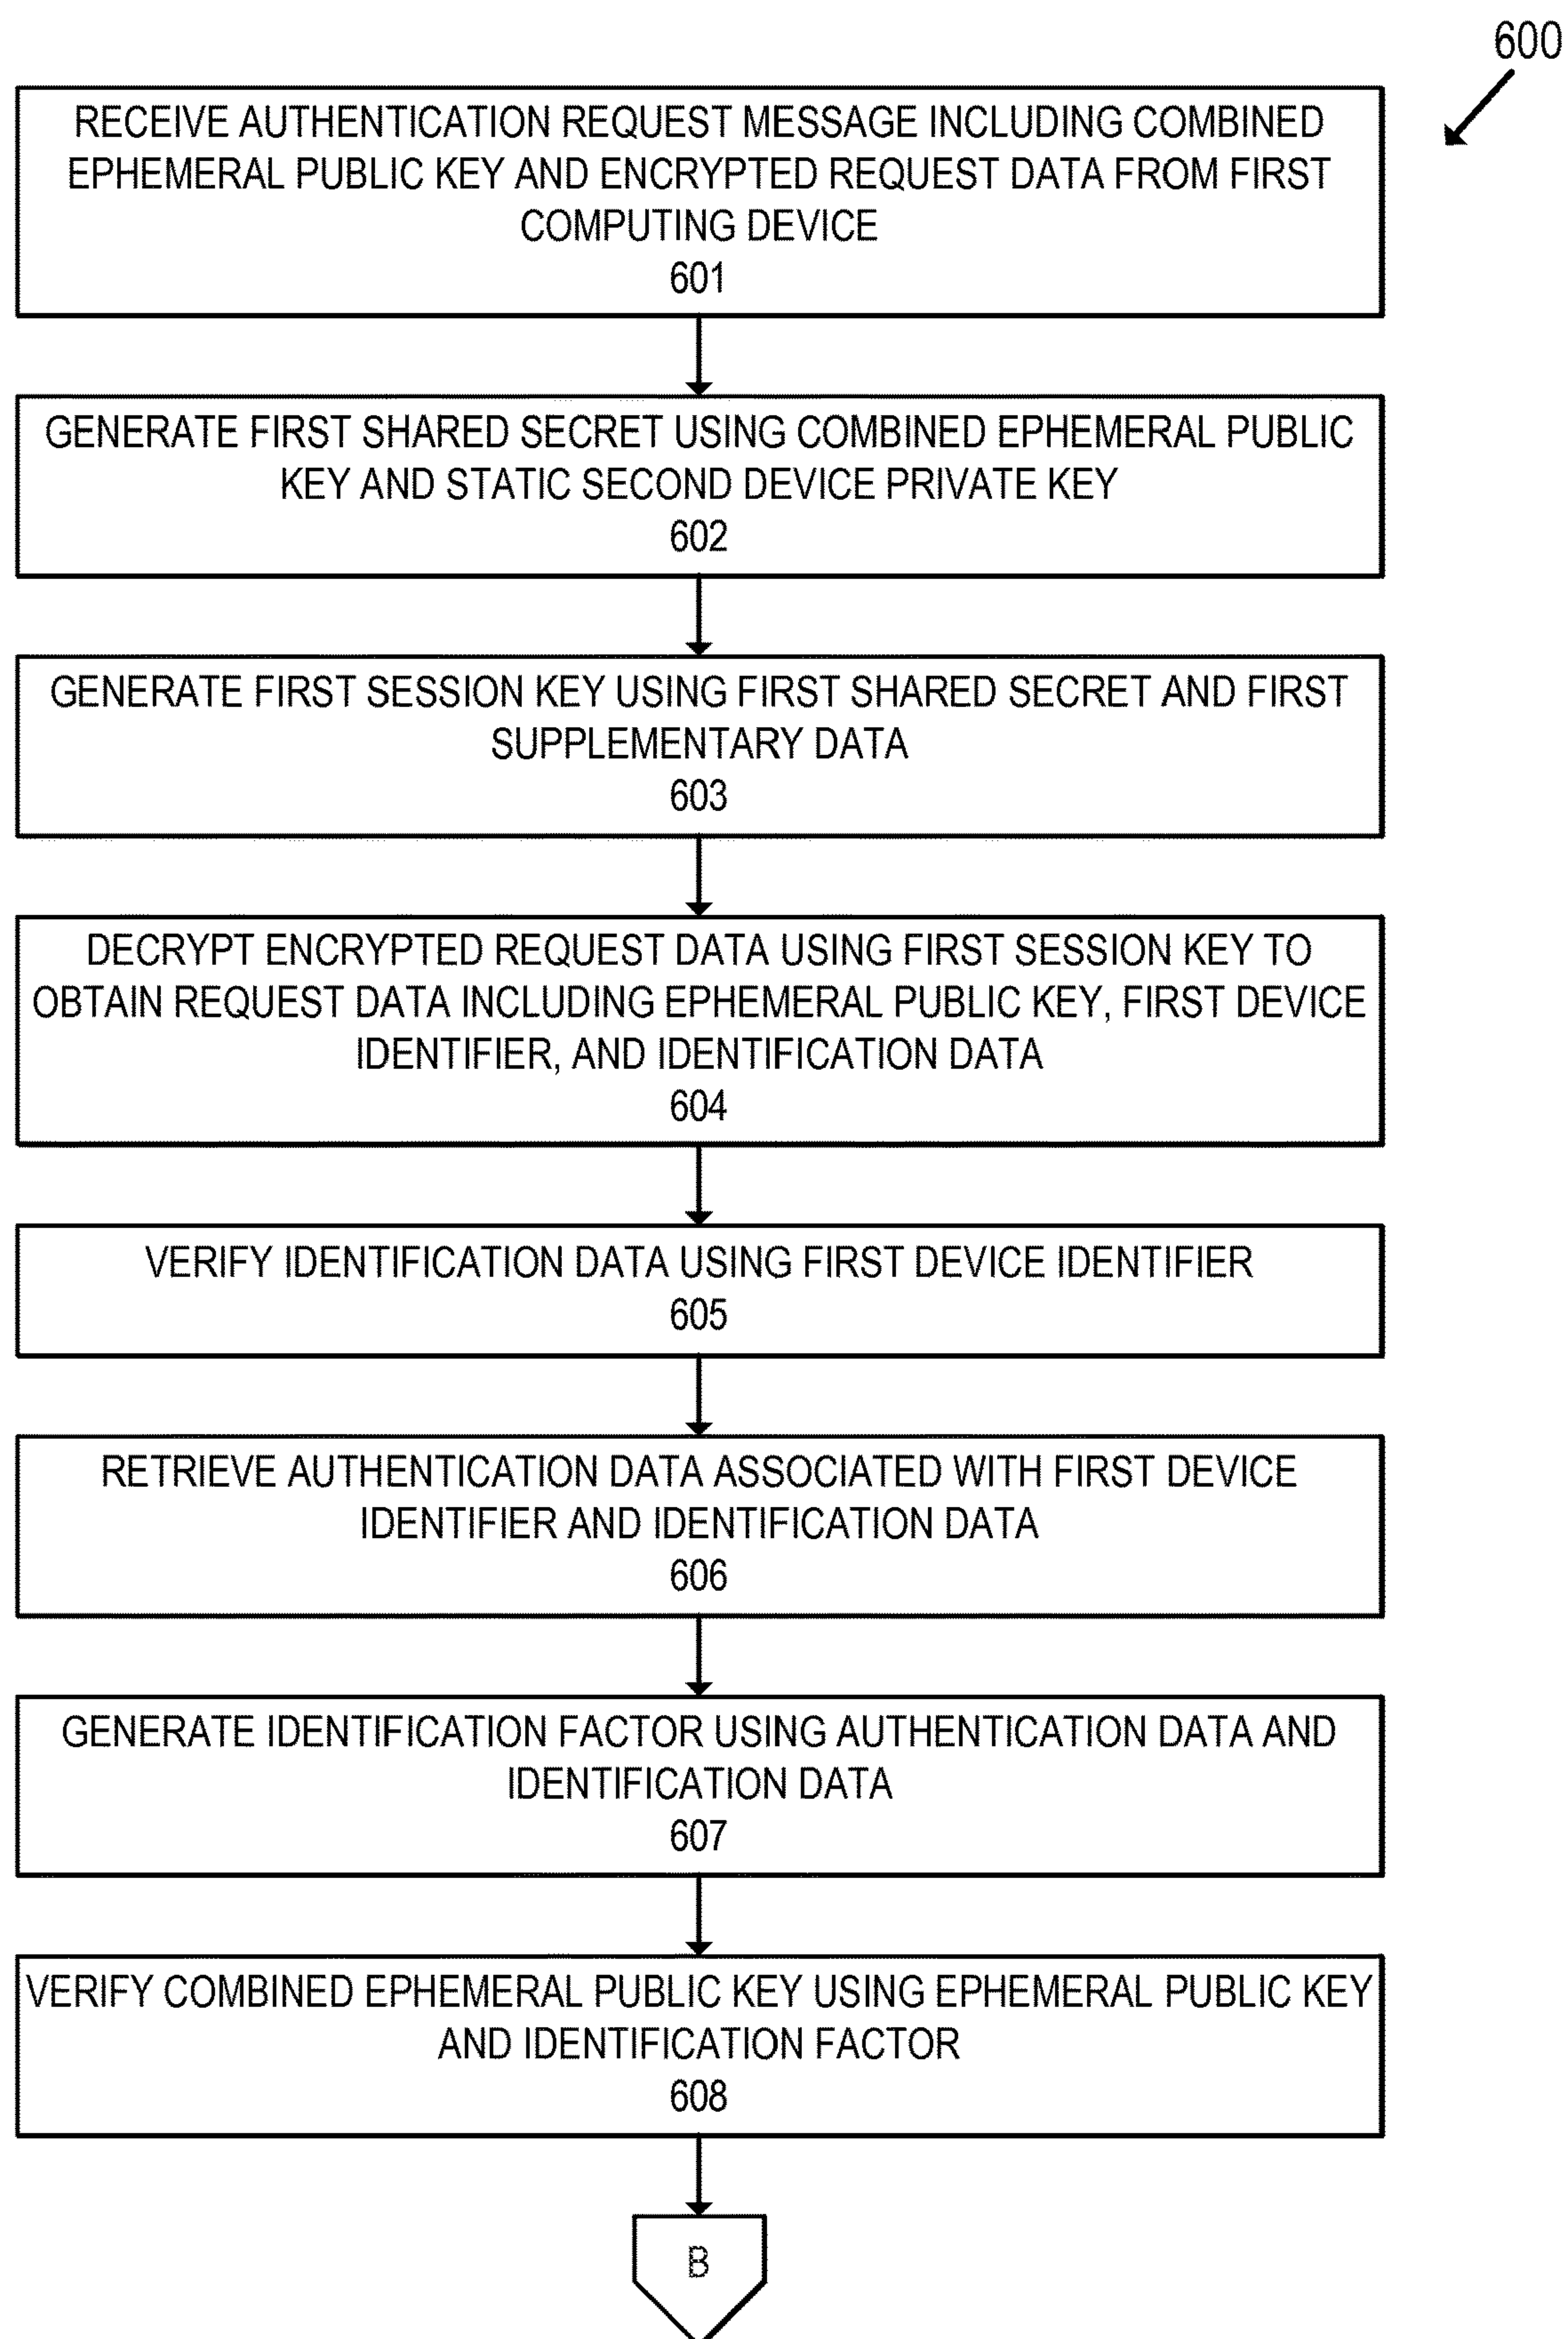 600
RECEIVE AUTHENTICATION REQUEST MESSAGE INCLUDING COMBINED
EPHEMERAL PUBLIC KEY AND ENCRYPTED REQUEST DATA FROM FIRST
COMPUTING DEVICE
601
GENERATE FIRST SHARED SECRET USING COMBINED EPHEMERAL PUBLIC
KEY AND STATIC SECOND DEVICE PRIVATE KEY
602
GENERATE FIRST SESSION KEY USING FIRST SHARED SECRET AND FIRST
SUPPLEMENTARY DATA
603
DECRYPT ENCRYPTED REQUEST DATA USING FIRST SESSION KEY TO
OBTAIN REQUEST DATA INCLUDING EPHEMERAL PUBLIC KEY, FIRST DEVICE
IDENTIFIER, AND IDENTIFICATION DATA
604
VERIFY IDENTIFICATION DATA USING FIRST DEVICE IDENTIFIER
605
RETRIEVE AUTHENTICATION DATA ASSOCIATED WITH FIRST DEVICE
IDENTIFIER AND IDENTIFICATION DATA
606
GENERATE IDENTIFICATION FACTOR USING AUTHENTICATION DATA AND
IDENTIFICATION DATA
607
VERIFY COMBINED EPHEMERAL PUBLIC KEY USING EPHEMERAL PUBLIC KEY
AND IDENTIFICATION FACTOR
608
B